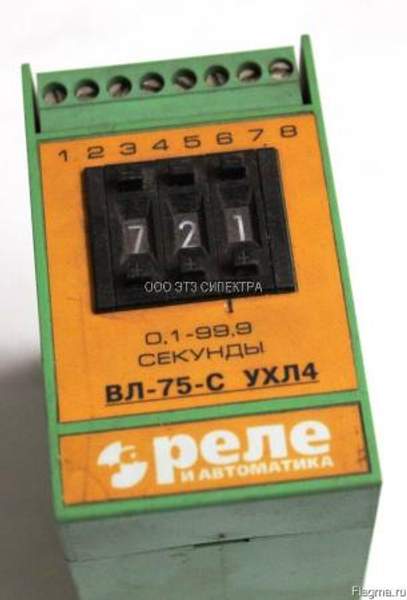 1 2 3 4 5 6 7 8
7 2 1
ООО ЭТЗ СИПЕКТРА
0,1-99,9
СЕКУНДЫ
ВЛ-75-С УХЛ4
реле
И АВТОМАТИКА
Flagma.ru